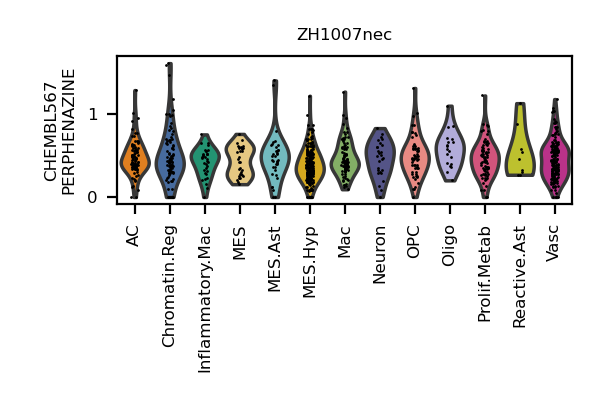 ZH1007nec
CHEMBL567
PERPHENAZINE
1
0
AC
Chromatin.Reg
Inflammatory.Mac
MES
MES.Ast
MES.Hyp
Mac
Neuron
OPC
Oligo
Prolif.Metab
Reactive.Ast
Vasc